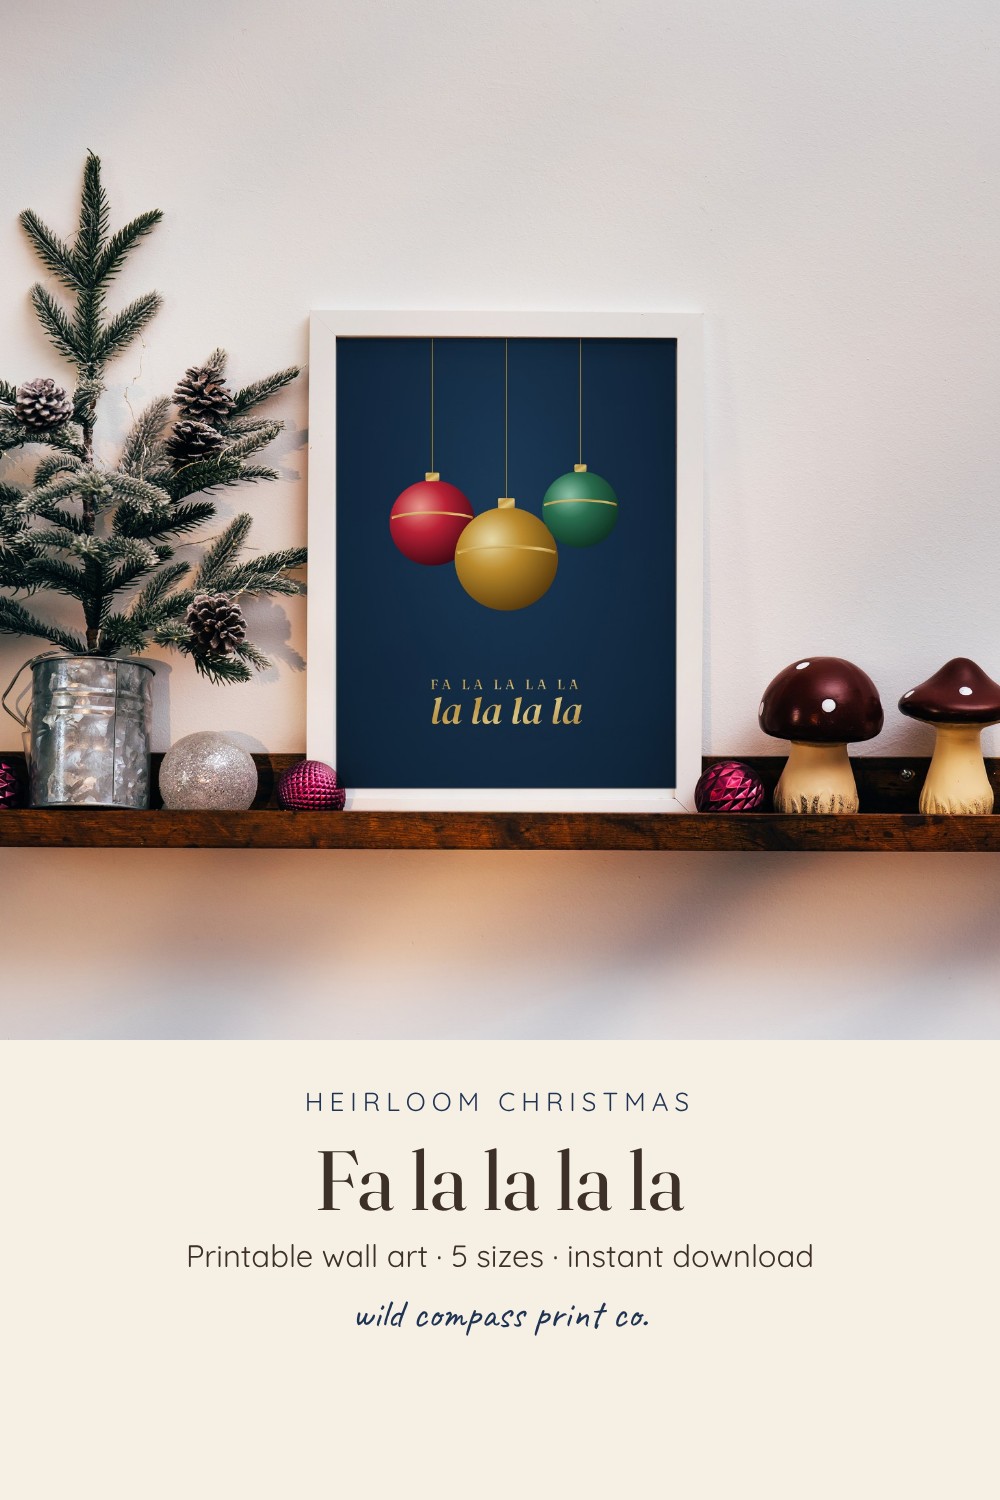 FA LA LA LA LA
la la la la
HEIRLOOM CHRISTMAS
Fa la la la la
Printable wall art · 5 sizes · instant download
wild compass print co.